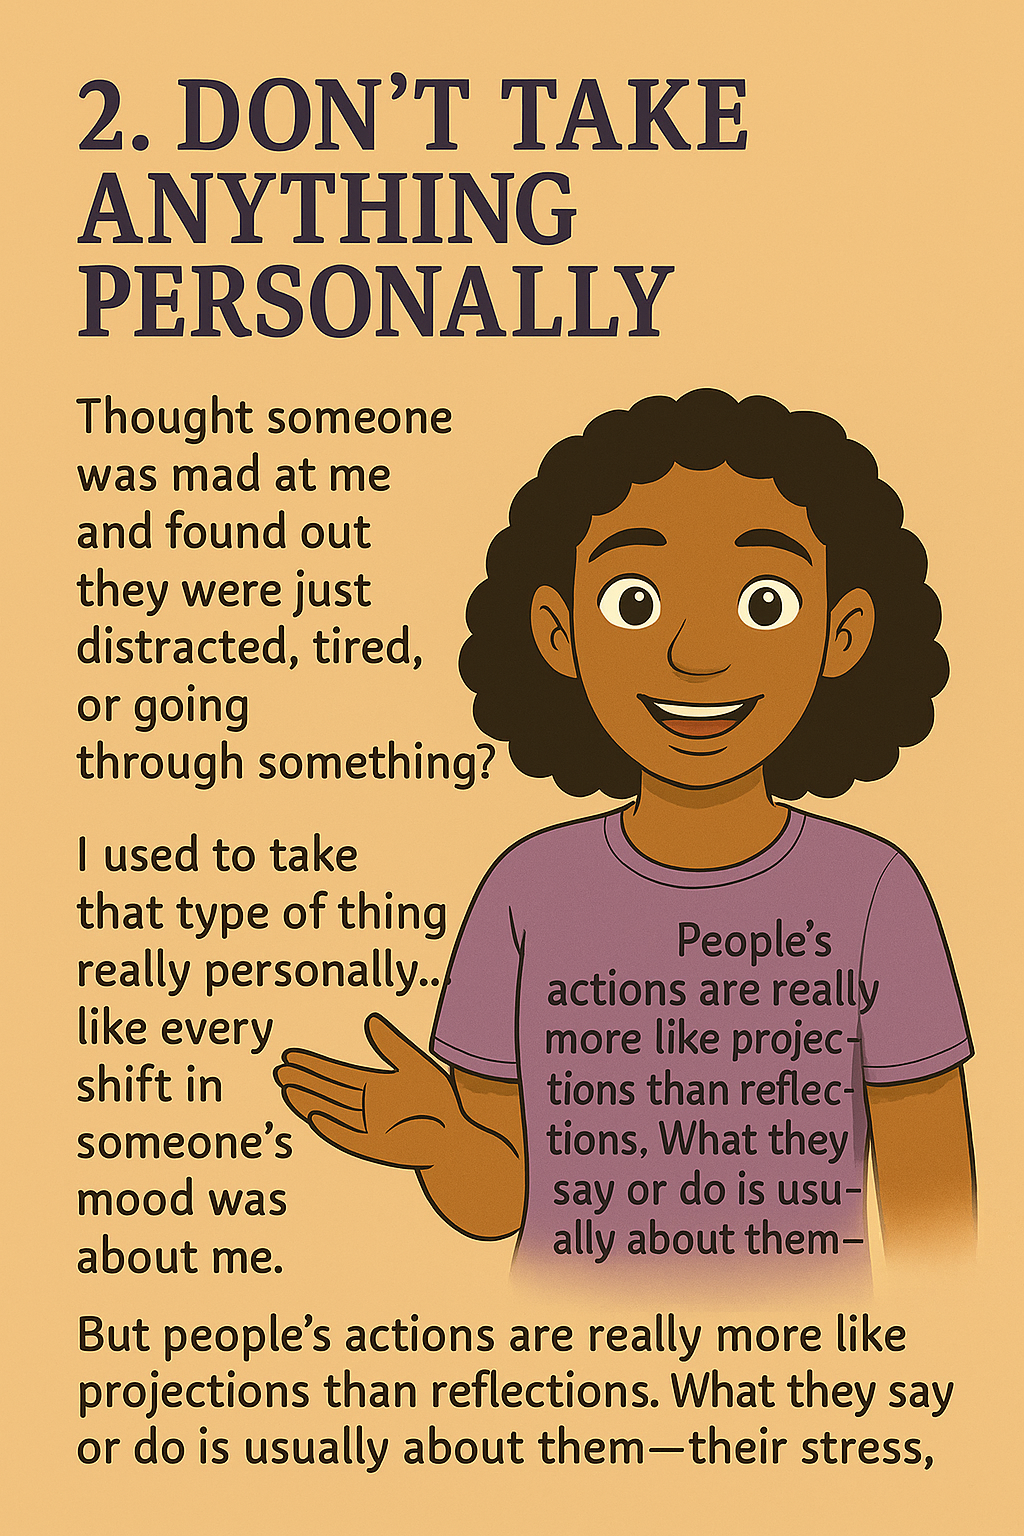 2. DON’T TAKE
ANYTHING
PERSONALLY
Thought someone
was mad at me
and found out
they were just
distracted, tired,
or going
through something?
I used to take
that type of thing
really personally...
like every
shift in
someone’s
mood was
about me.
People’s
actions are really
more like projec-
tions than reflec-
tions, What they
say or do is usu–
ally about them–
But people’s actions are really more like
projections than reflections. What they say
or do is usually about them—their stress,